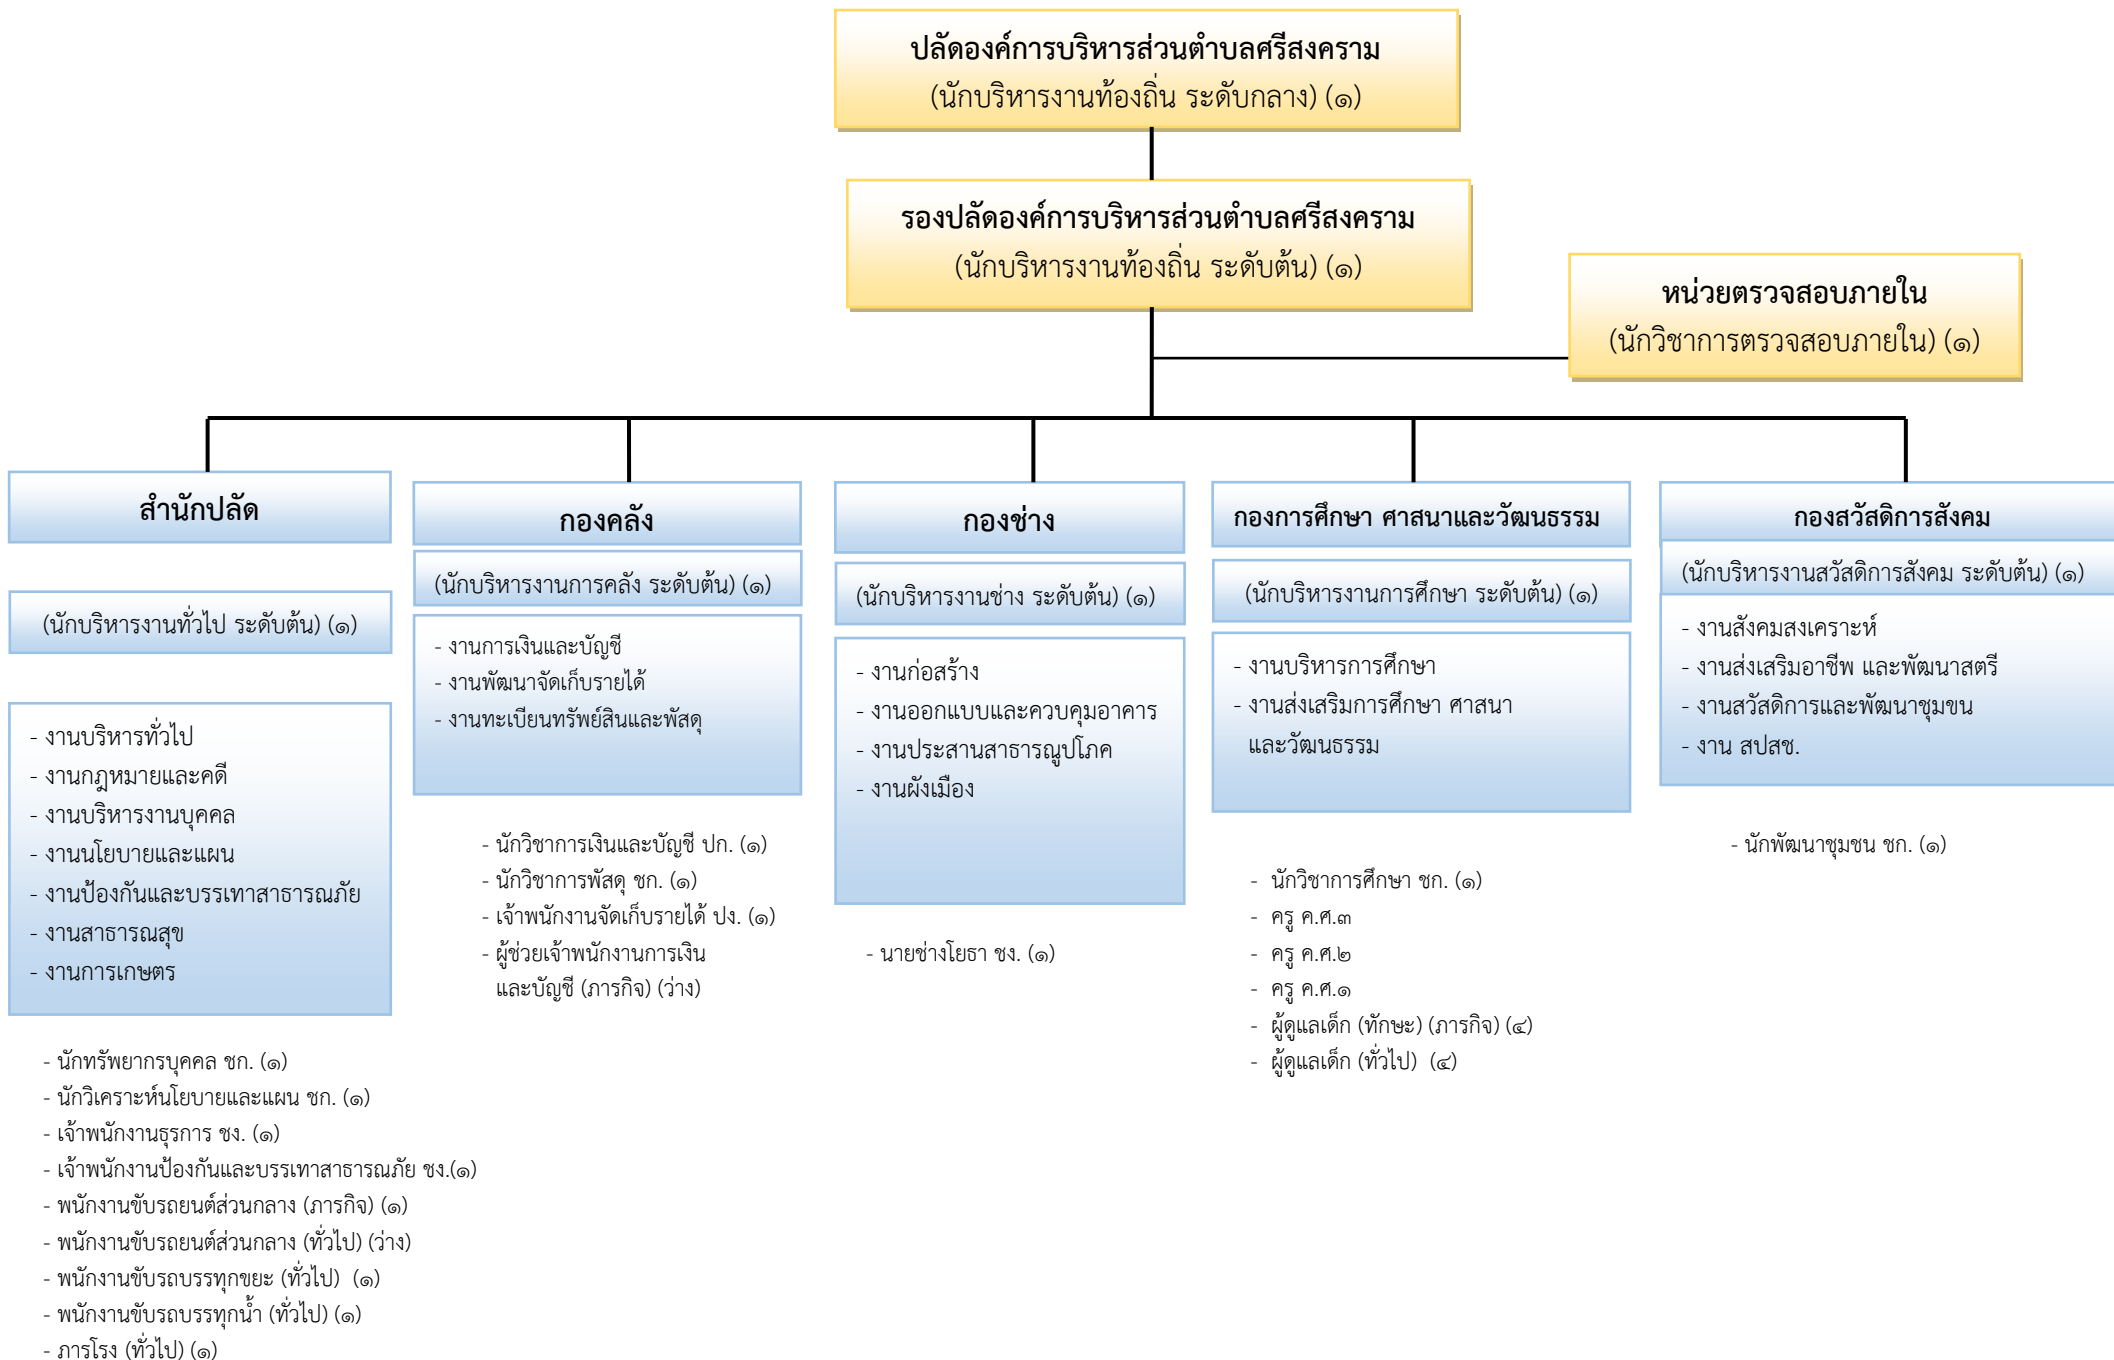 ปลัดองค์การบริหารส่วนตำบลศรีสงคราม
(นักบริหารงานท้องถิ่น ระดับกลาง) (๑)
รองปลัดองค์การบริหารส่วนตำบลศรีสงคราม
(นักบริหารงานท้องถิ่น ระดับต้น) (๑)
หน่วยตรวจสอบภายใน
(นักวิชาการตรวจสอบภายใน) (๑)
สำนักปลัด
(นักบริหารงานทั่วไป ระดับต้น) (๑)
- งานบริหารทั่วไป
- งานกฎหมายและคดี
- งานบริหารงานบุคคล
- งานนโยบายและแผน
- งานป้องกันและบรรเทาสาธารณภัย
- งานสาธารณสุข
- งานการเกษตร
- นักทรัพยากรบุคคล ชก. (๑)
- นักวิเคราะห์นโยบายและแผน ชก. (๑)
- เจ้าพนักงานธุรการ ชง. (๑)
- เจ้าพนักงานป้องกันและบรรเทาสาธารณภัย ชง.(๑)
- พนักงานขับรถยนต์ส่วนกลาง (ภารกิจ) (๑)
- พนักงานขับรถยนต์ส่วนกลาง (ทั่วไป) (ว่าง)
- พนักงานขับรถบรรทุกขยะ (ทั่วไป) (๑)
- พนักงานขับรถบรรทุกน้ำ (ทั่วไป) (๑)
- ภารโรง (ทั่วไป) (๑)
กองคลัง
(นักบริหารงานการคลัง ระดับต้น) (๑)
- งานการเงินและบัญชี
- งานพัฒนาจัดเก็บรายได้
- งานทะเบียนทรัพย์สินและพัสดุ
- นักวิชาการเงินและบัญชี ปก. (๑)
- นักวิชาการพัสดุ ชก. (๑)
- เจ้าพนักงานจัดเก็บรายได้ ปง. (๑)
- ผู้ช่วยเจ้าพนักงานการเงิน
และบัญชี (ภารกิจ) (ว่าง)
กองช่าง
(นักบริหารงานช่าง ระดับต้น) (๑)
- งานก่อสร้าง
- งานออกแบบและควบคุมอาคาร
- งานประสานสาธารณูปโภค
- งานผังเมือง
- นายช่างโยธา ชง. (๑)
กองการศึกษา ศาสนาและวัฒนธรรม
(นักบริหารงานการศึกษา ระดับต้น) (๑)
- งานบริหารการศึกษา
- งานส่งเสริมการศึกษา ศาสนา
และวัฒนธรรม
- นักวิชาการศึกษา ชก. (๑)
- ครู ค.ศ.๓
- ครู ค.ศ.๒
- ครู ค.ศ.๑
- ผู้ดูแลเด็ก (ทักษะ) (ภารกิจ) (๔)
- ผู้ดูแลเด็ก (ทั่วไป) (๔)
กองสวัสดิการสังคม
(นักบริหารงานสวัสดิการสังคม ระดับต้น) (๑)
- งานสังคมสงเคราะห์
- งานส่งเสริมอาชีพ และพัฒนาสตรี
- งานสวัสดิการและพัฒนาชุมขน
- งาน สปสช.
- นักพัฒนาชุมชน ชก. (๑)